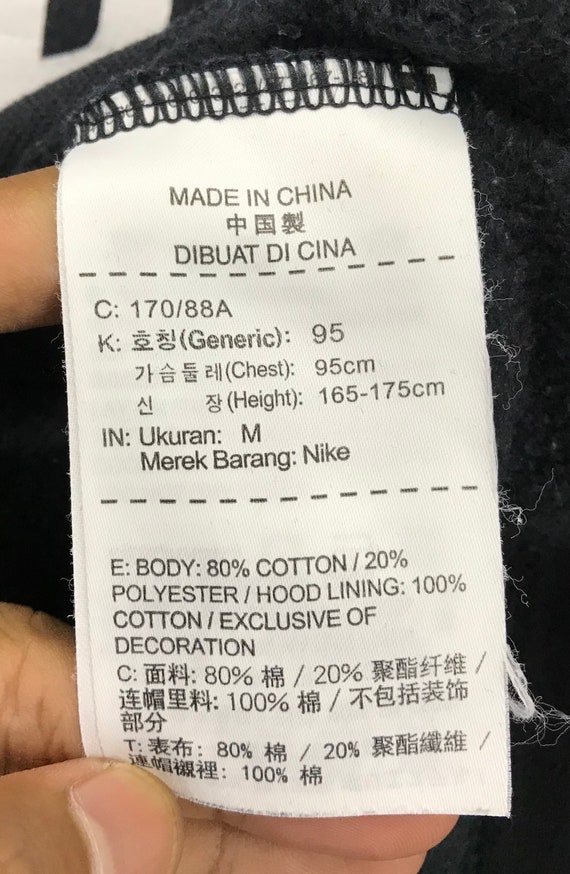 MADE IN CHINA
中国製
DIBUAT DI CINA
C: 170/88A
K: 호칭(Generic): 95
가슴둘레(Chest): 95cm
신 장(Height): 165-175cm
IN: Ukuran: M
Merek Barang: Nike
E: BODY: 80% COTTON / 20%
POLYESTER / HOOD LINING: 100%
COTTON / EXCLUSIVE OF
DECORATION
C: 面料: 80% 棉 / 20% 聚酯纤维 /
连帽里料: 100% 棉 / 不包括装饰
部分
T: 表布: 80% 棉 / 20% 聚酯纖維 /
連帽襯裡: 100% 棉